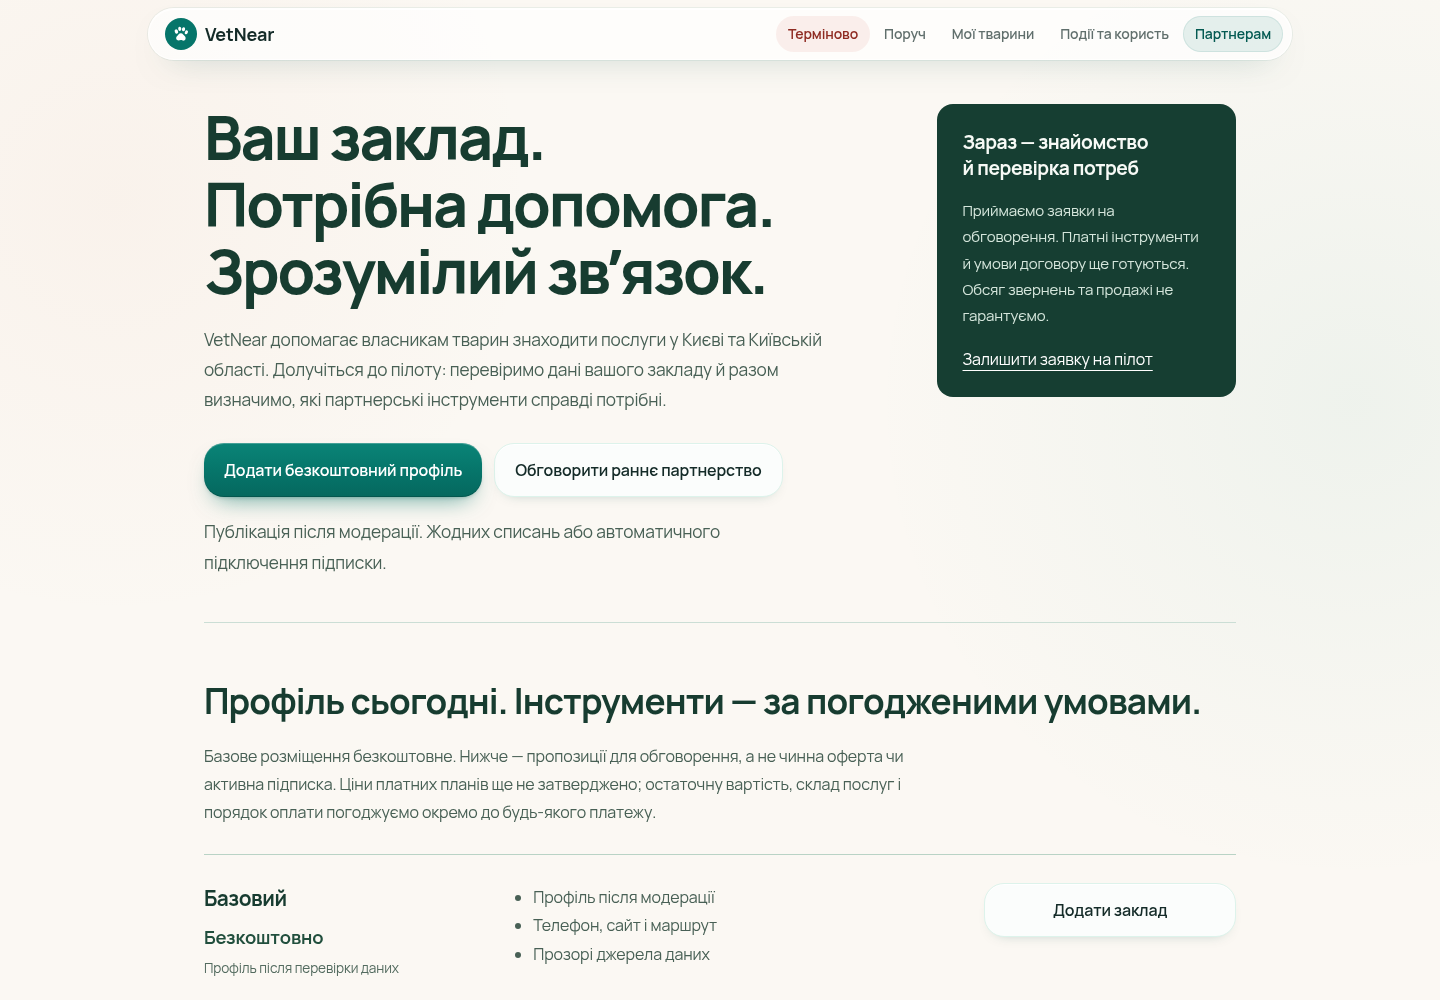 VetNear
Терміново
Поруч
Мої тварини
Події та користь
Партнерам
Ваш заклад.
Потрібна допомога.
Зрозумілий зв’язок.
VetNear допомагає власникам тварин знаходити послуги у Києві та Київській
області. Долучіться до пілоту: перевіримо дані вашого закладу й разом
визначимо, які партнерські інструменти справді потрібні.
Додати безкоштовний профіль
Обговорити раннє партнерство
Публікація після модерації. Жодних списань або автоматичного
підключення підписки.
Зараз — знайомство
й перевірка потреб
Приймаємо заявки на
обговорення. Платні інструменти
й умови договору ще готуються.
Обсяг звернень та продажі не
гарантуємо.
Залишити заявку на пілот
Профіль сьогодні. Інструменти — за погодженими умовами.
Базове розміщення безкоштовне. Нижче — пропозиції для обговорення, а не чинна оферта чи
активна підписка. Ціни платних планів ще не затверджено; остаточну вартість, склад послуг і
порядок оплати погоджуємо окремо до будь-якого платежу.
Базовий
Безкоштовно
Профіль після перевірки даних
Профіль після модерації
Телефон, сайт і маршрут
Прозорі джерела даних
Додати заклад